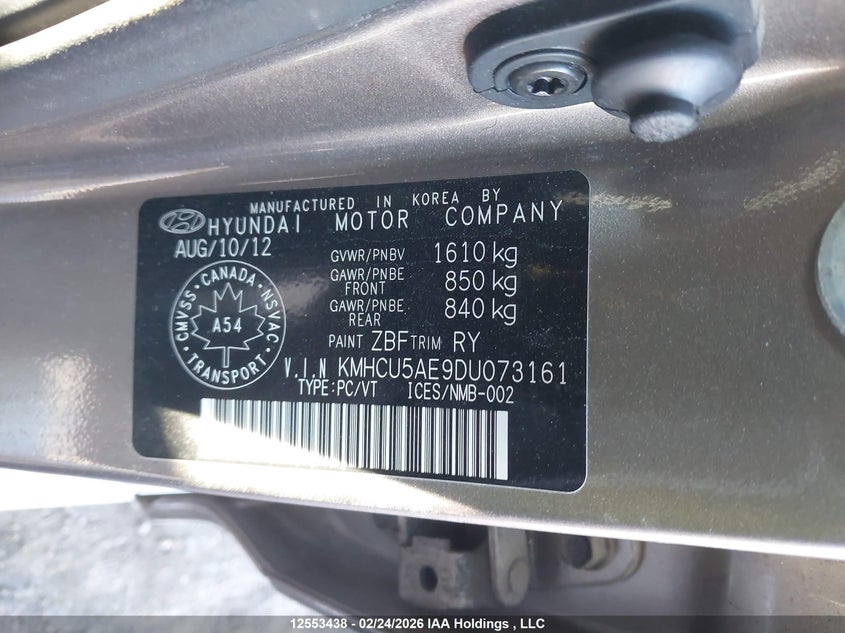 MANUFACTURED IN KOREA BY
HYUNDAI MOTOR COMPANY
AUG/10/12
GVWR/PNBV 1610 kg
GAWR/PNBE FRONT 850 kg
GAWR/PNBE REAR 840 kg
PAINT ZBF TRIM RY
CMVSS • CANADA • NSVAC • TRANSPORT •
A54
V.I.N KMHCU5AE9DU073161
TYPE:PC/VT ICES/NMB-002
12553438 - 02/24/2026 IAA Holdings , LLC